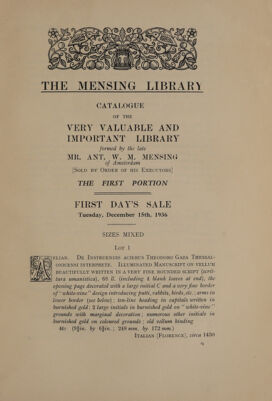 THE MENSING LIBRARY
CATALOGUE
OF THE
VERY VALUABLE AND
IMPORTANT LIBRARY
formed by the late
MR. ANT. W. M. MENSING
of Amsterdam
[SOLD BY ORDER OF HIS EXECUTORS]
THE FIRST PORTION
FIRST DAY'S SALE
Tuesday, December 15th, 1936
SIZES MIXED
LOT 1
ÆLIAN. DE INSTRUENDIS ACIEBUS THEODORO GAZA THESSAL-
ONICENSI INTERPRETE. ILLUMINATED MANUSCRIPT ON VELLUM
BEAUTIFULLY WRITTEN IN A VERY FINE ROUNDED SCRIPT (scrit-
tura umanistica), 68 ll. (including 4 blank leaves at end), the
opening page decorated with a large initial C and a very fine border
of "white-vine" design introducing putti, rabbits, birds, etc.; arms in
lower border (see below); ten-line heading in capitals written in
burnished gold; 2 large initials in burnished gold on "white-vine"
grounds with marginal decoration; numerous other initials in
burnished gold on coloured grounds; old vellum binding
4to (9¾in. by 6¾in.; 248 mm. by 172 mm.)
ITALIAN (FLORENCE), circa 1450